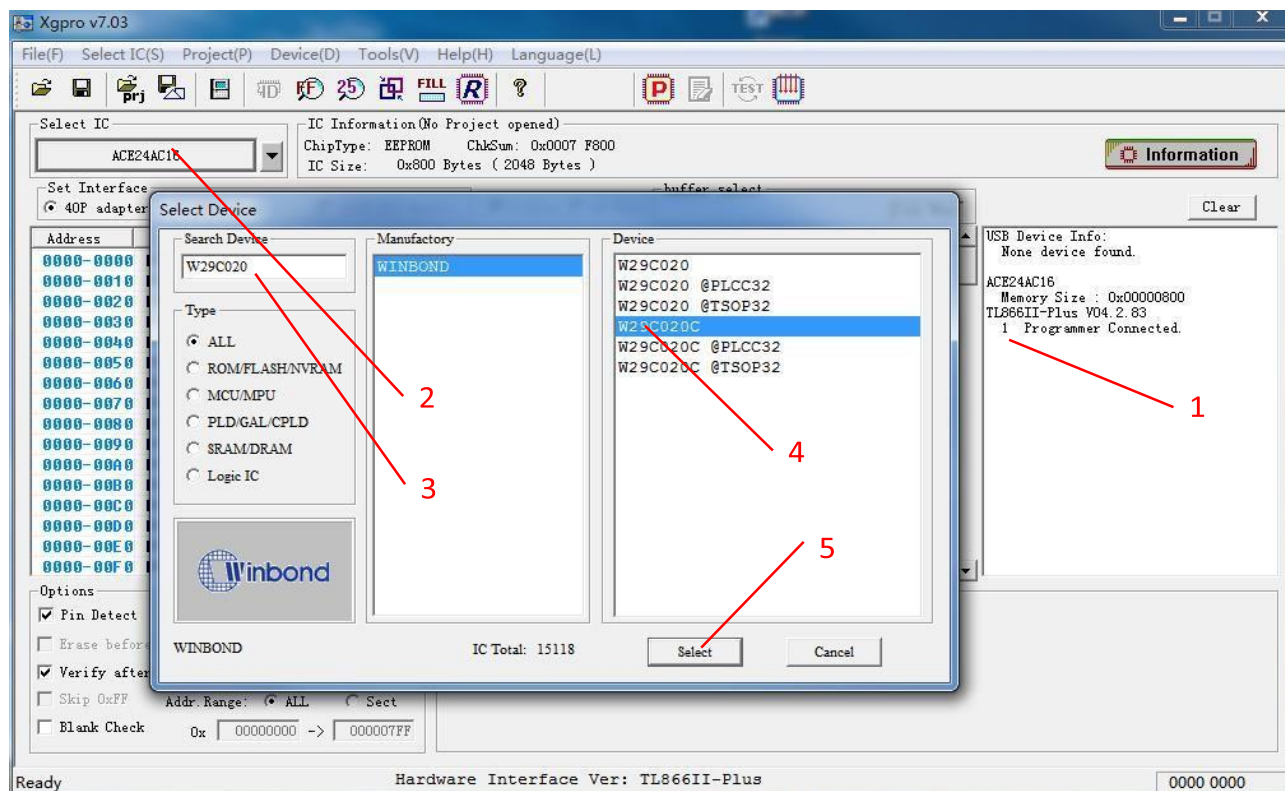 Xgpro v7.03
File(F) Select IC(S) Project(P) Device(D) Tools(V) Help(H) Language(L)
prj 25 FILL R ? P TEST
Select IC
ACE24AC16
IC Information(No Project opened)
ChipType: EEPROM ChkSum: 0x0007 F800
IC Size: 0x800 Bytes ( 2048 Bytes )
Information
Set Interface
buffer select
40P adapter
Clear
Select Device
Address
0000-0000
0000-0010
0000-0020
0000-0030
0000-0040
0000-0050
0000-0060
0000-0070
0000-0080
0000-0090
0000-00A0
0000-00B0
0000-00C0
0000-00D0
0000-00E0
0000-00F0
Search Device
W29C020
Type
ALL
ROM/FLASH/NVRAM
MCU/MPU
PLD/GAL/CPLD
SRAM/DRAM
Logic IC
Winbond
WINBOND
Manufactory
WINBOND
Device
W29C020
W29C020 @PLCC32
W29C020 @TSOP32
W29C020C
W29C020C @PLCC32
W29C020C @TSOP32
IC Total: 15118
Select
Cancel
USB Device Info:
None device found.
ACE24AC16
Memory Size : 0x00000800
TL866II-Plus V04.2.83
1 Programmer Connected.
1
2
3
4
5
Options
Pin Detect
Erase before
Verify after
Skip 0xFF
Blank Check
Addr.Range: ALL Sect
0x 00000000 -> 000007FF
Ready
Hardware Interface Ver: TL866II-Plus
0000 0000